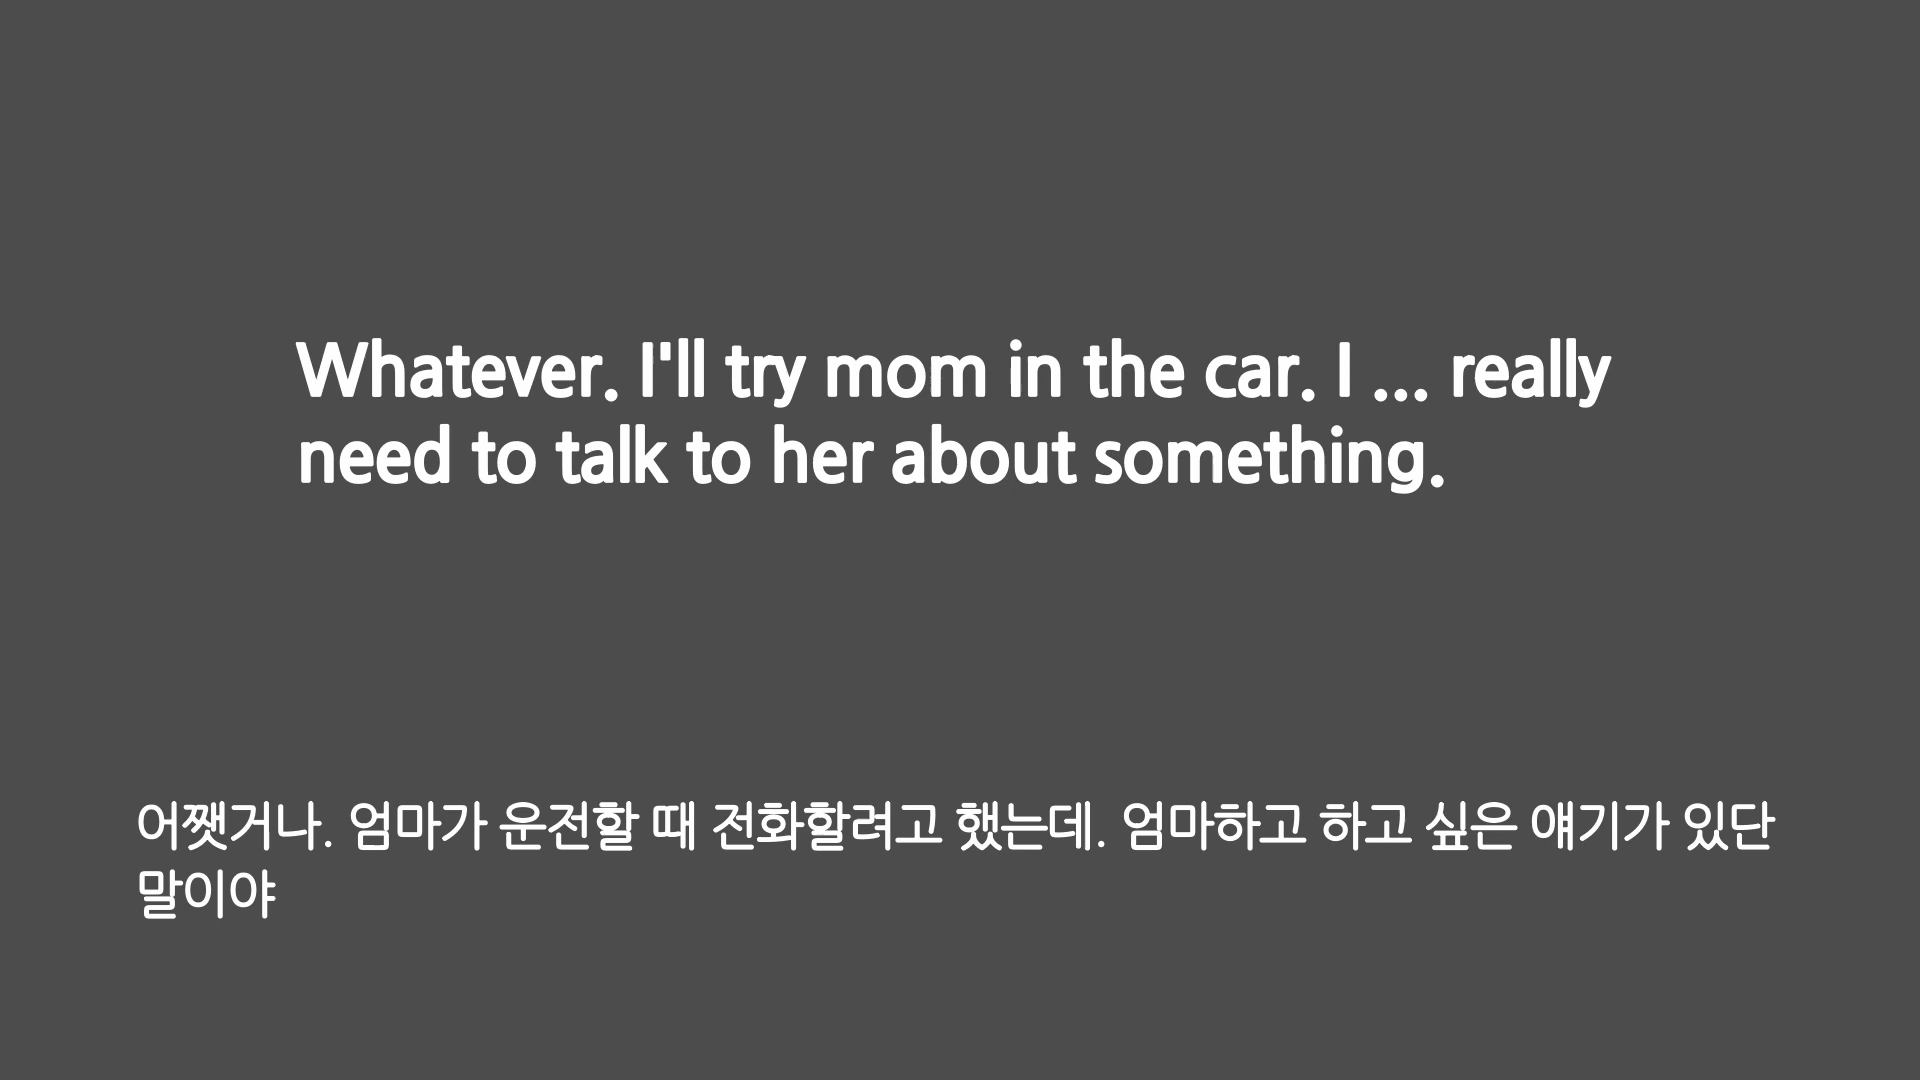 Whatever. I'll try mom in the car. I ... really
need to talk to her about something.
어쨋거나. 엄마가 운전할 때 전화할려고 했는데. 엄마하고 하고 싶은 얘기가 있단
말이야